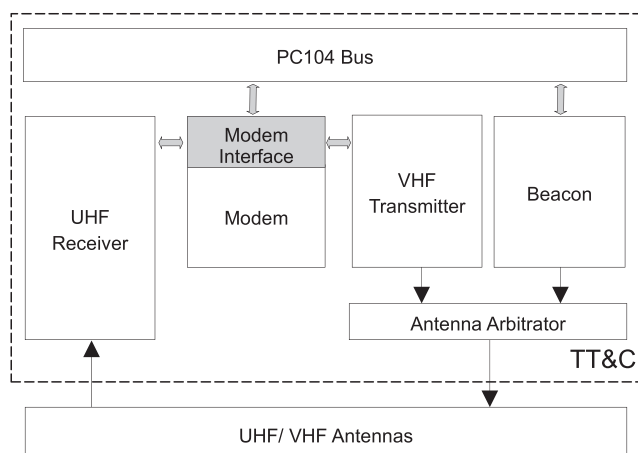 PC104 Bus
UHF
Receiver
Modem
Interface
Modem
VHF
Transmitter
Beacon
Antenna Arbitrator
TT&C
UHF/ VHF Antennas